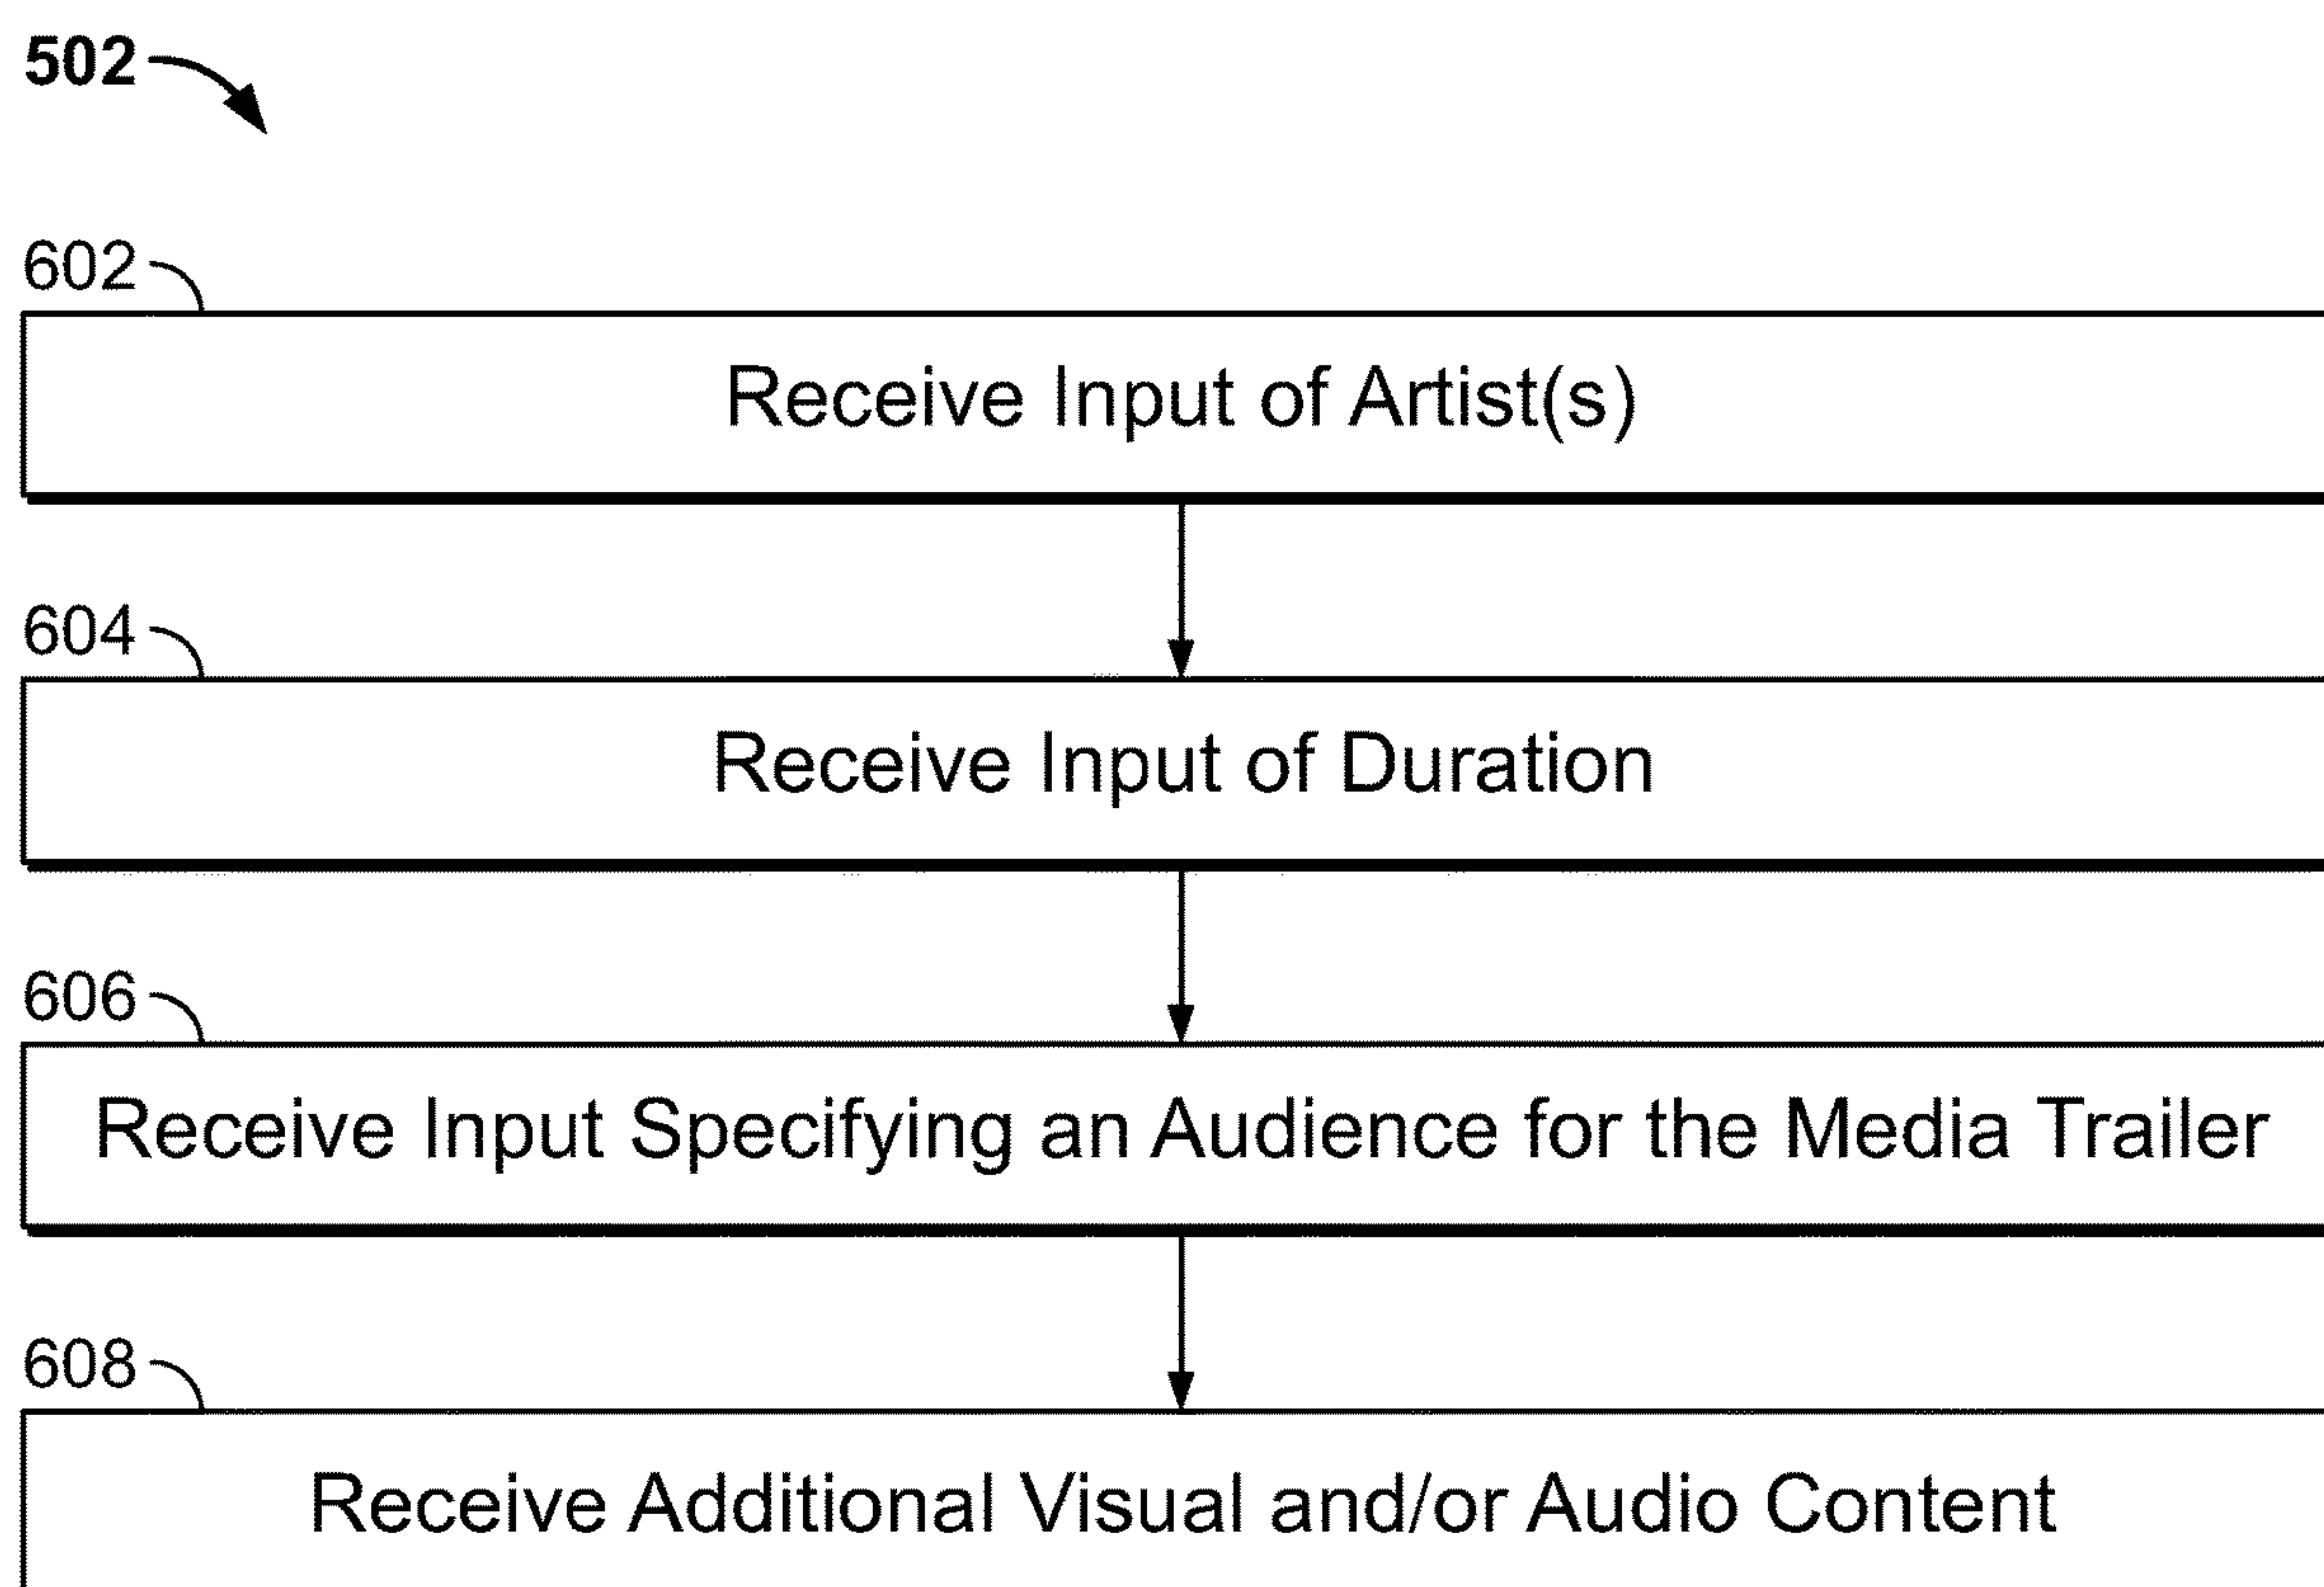 502
602
Receive Input of Artist(s)
604
Receive Input of Duration
606
Receive Input Specifying an Audience for the Media Trailer
608
Receive Additional Visual and/or Audio Content